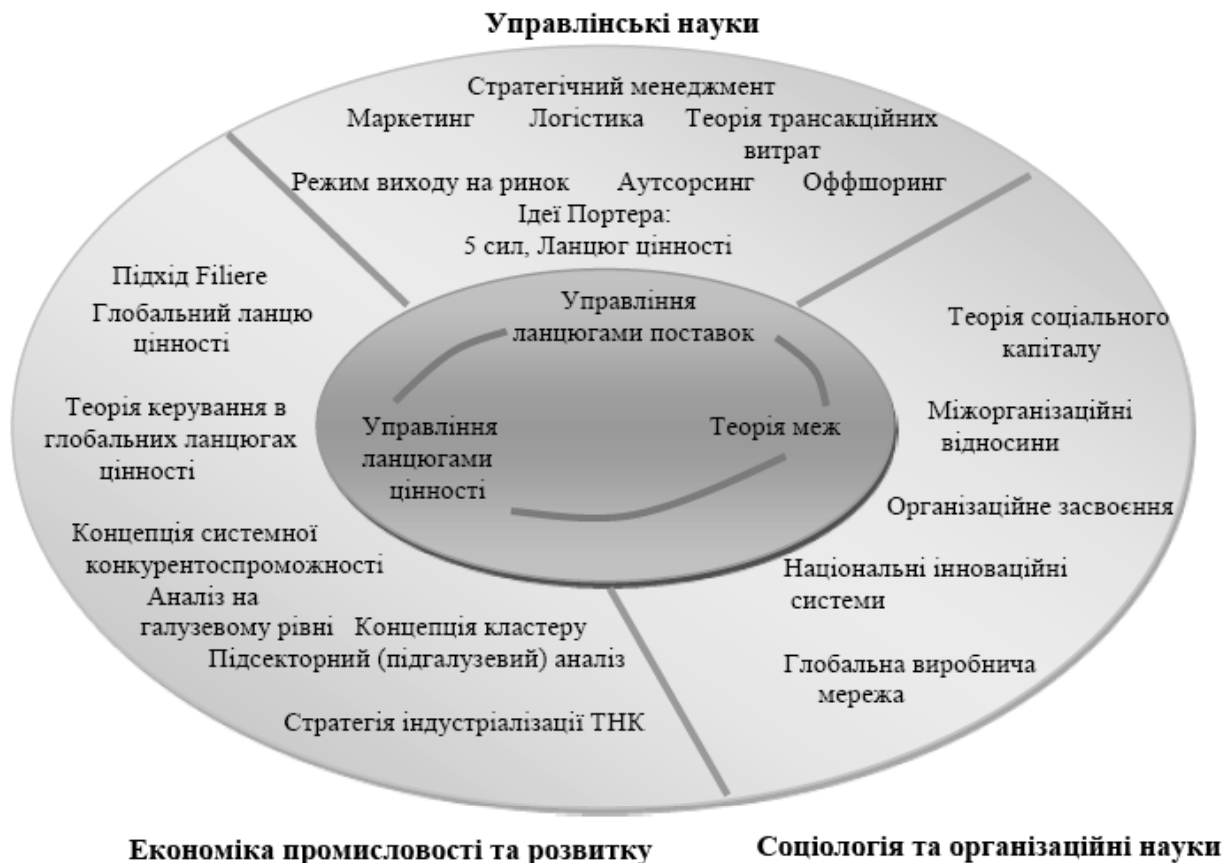 Управлінські науки
Стратегічний менеджмент
Маркетинг Логістика Теорія трансакційних
витрат
Режим виходу на ринок Аутсорсинг Оффшоринг
Ідеї Портера:
5 сил, Ланцюг цінності
Підхід Filiere
Глобальний ланцю
цінності
Теорія керування в
глобальних ланцюгах
цінності
Концепція системної
конкурентоспроможності
Аналіз на
галузевому рівні
Концепція кластеру
Підсекторний (підгалузевий) аналіз
Стратегія індустріалізації ТНК
Управління
ланцюгами поставок
Управління
ланцюгами
цінності
Теорія меж
Теорія соціального
капіталу
Міжорганізаційні
відносини
Організаційне засвоєння
Національні інноваційні
системи
Глобальна виробнича
мережа
Економіка промисловості та розвитку
Соціологія та організаційні науки